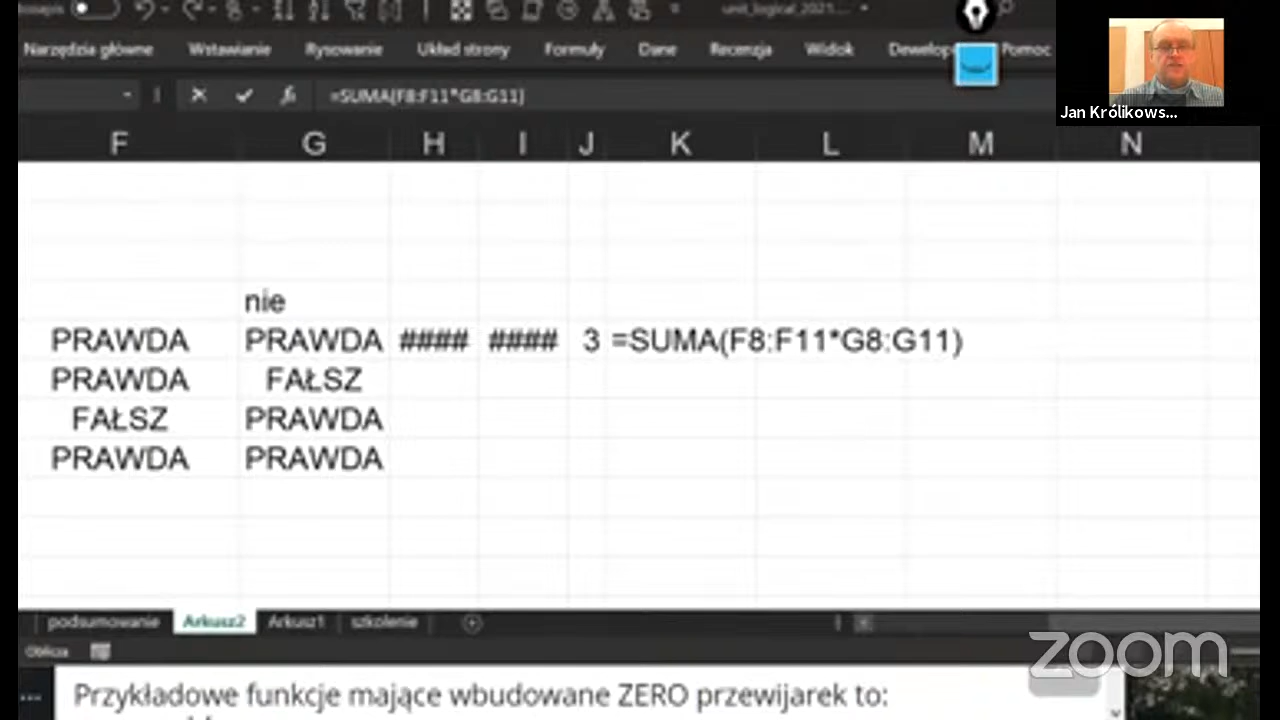 unit_logical_2021...
Narzędzia główne Wstawianie Rysowanie Układ strony Formuły Dane Recenzja Widok Dewelop Pomoc
=SUMA(F8:F11*G8:G11)
Jan Królikows...
F G H I J K L M N
nie
PRAWDA PRAWDA #### #### 3 =SUMA(F8:F11*G8:G11)
PRAWDA FAŁSZ
FAŁSZ PRAWDA
PRAWDA PRAWDA
podsumowanie Arkusz2 Arkusz1 szkolenie
Oblicza
zoom
... Przykładowe funkcje mające wbudowane ZERO przewijarek to: